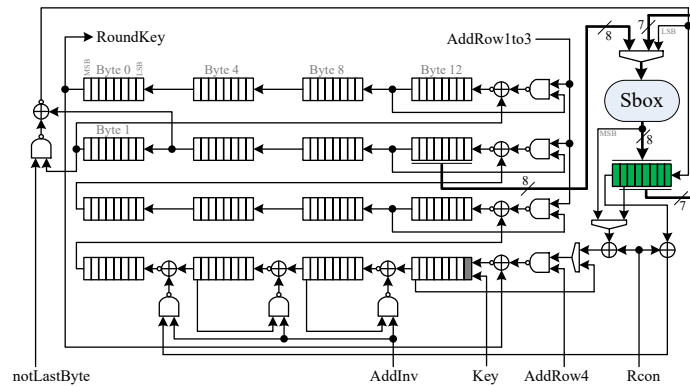 RoundKey
AddRow1to3
8
7
LSB
MSB
Byte 0
LSB
Byte 4
Byte 8
Byte 12
Sbox
Byte 1
MSB
8
8
7
notLastByte
AddInv
Key
AddRow4
Rcon